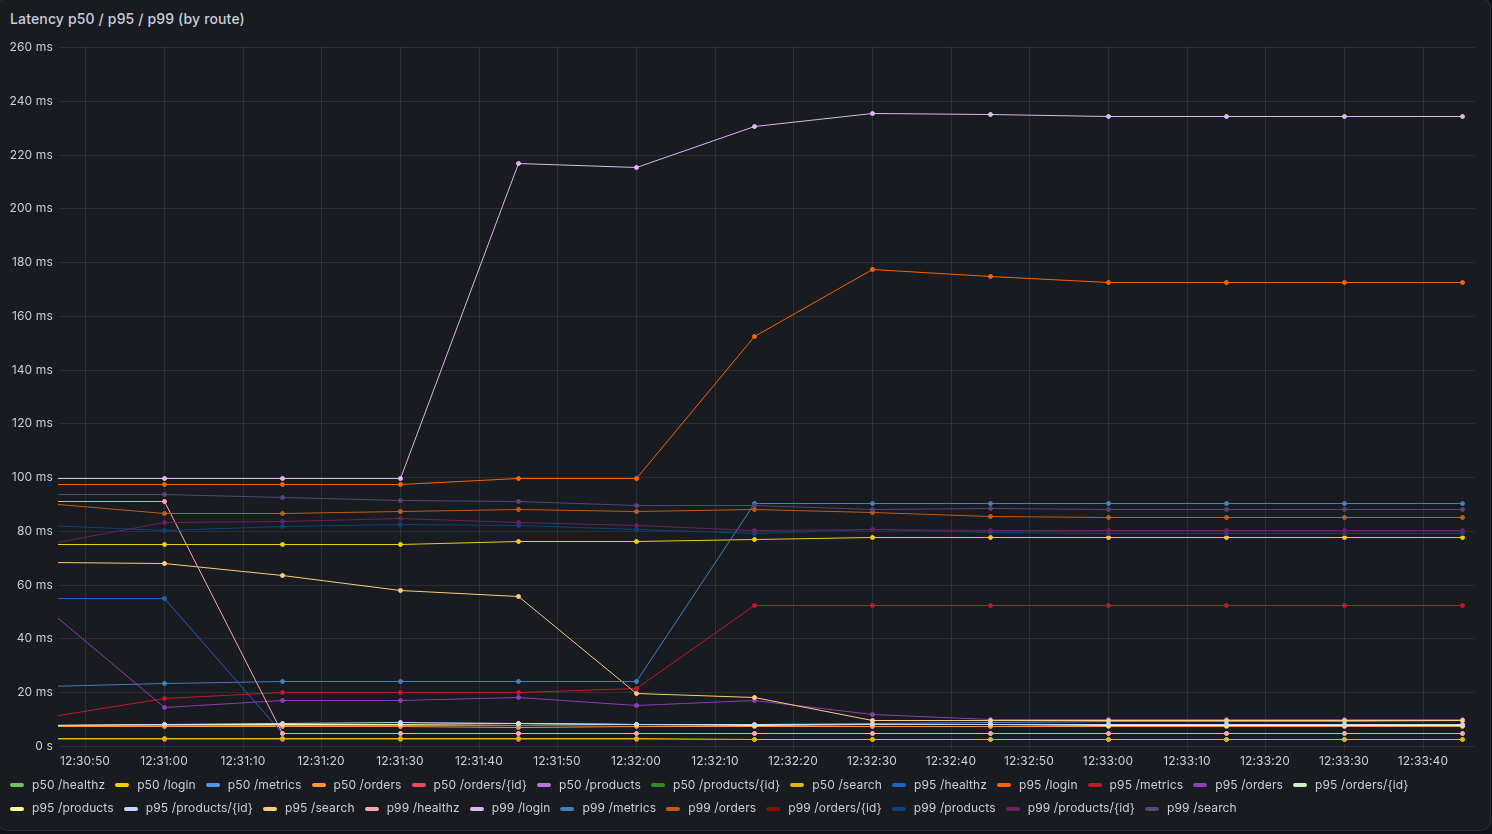 Latency p50 / p95 / p99 (by route)
260 ms
240 ms
220 ms
200 ms
180 ms
160 ms
140 ms
120 ms
100 ms
80 ms
60 ms
40 ms
20 ms
0 s
12:30:50 12:31:00 12:31:10 12:31:20 12:31:30 12:31:40 12:31:50 12:32:00 12:32:10 12:32:20 12:32:30 12:32:40 12:32:50 12:33:00 12:33:10 12:33:20 12:33:30 12:33:40
p50 /healthz p50 /login p50 /metrics p50 /orders p50 /orders/{id} p50 /products p50 /products/{id} p50 /search p95 /healthz p95 /login p95 /metrics p95 /orders p95 /orders/{id}
p95 /products p95 /products/{id} p95 /search p99 /healthz p99 /login p99 /metrics p99 /orders p99 /orders/{id} p99 /products p99 /products/{id} p99 /search